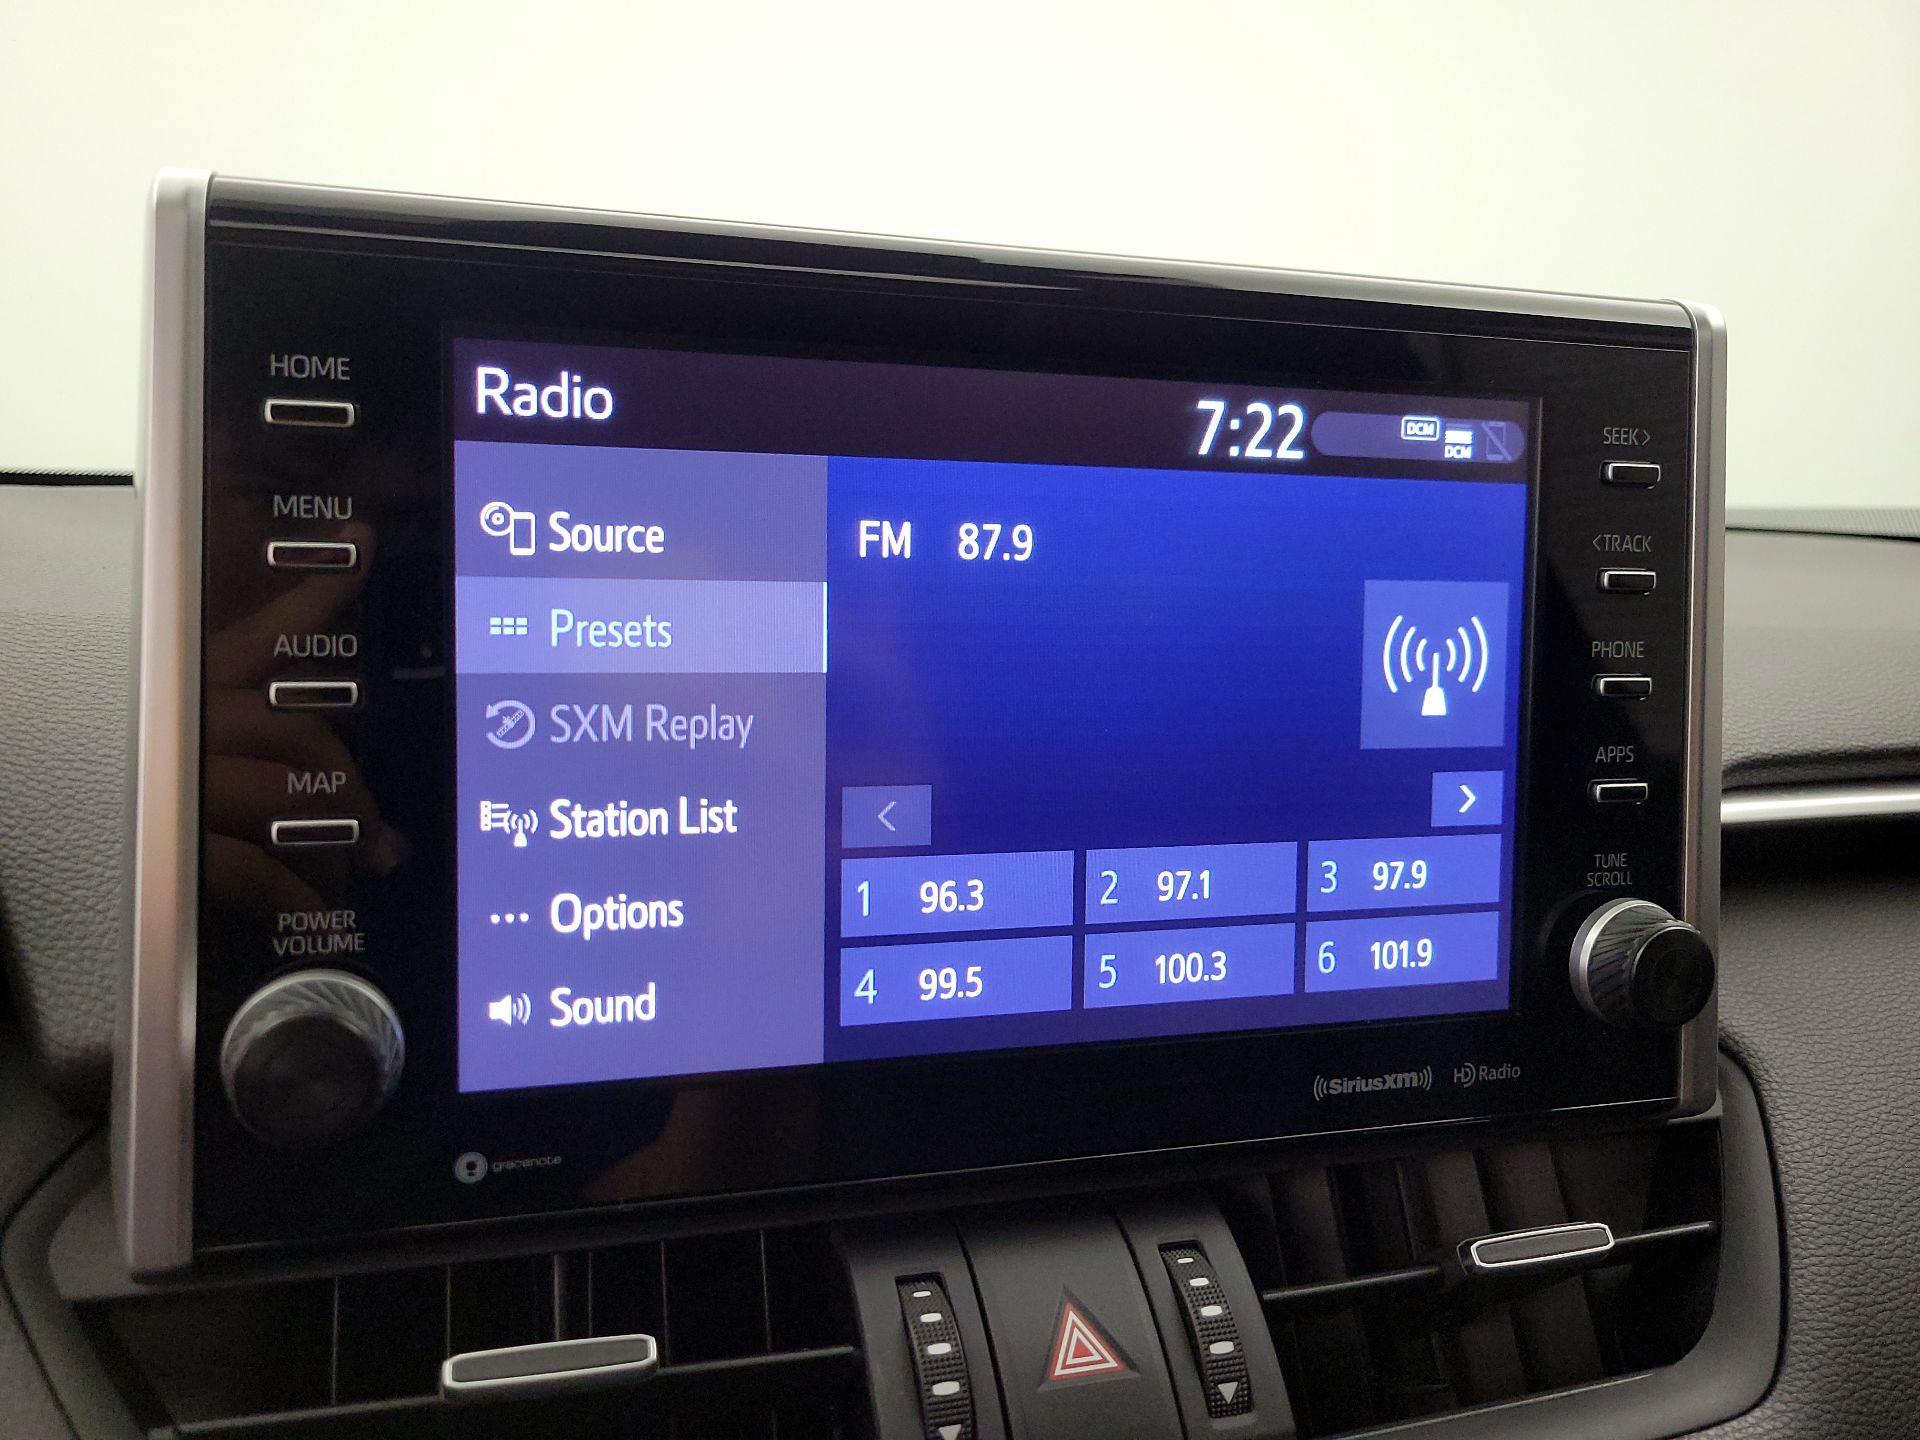 HOME
MENU
AUDIO
MAP
POWER
VOLUME
Radio
7:22
DCM
DCM
Source
Presets
SXM Replay
Station List
Options
Sound
FM 87.9
<
>
1 96.3
2 97.1
3 97.9
4 99.5
5 100.3
6 101.9
SEEK>
<TRACK
PHONE
APPS
TUNE
SCROLL
SiriusXM
HD Radio
gracenote